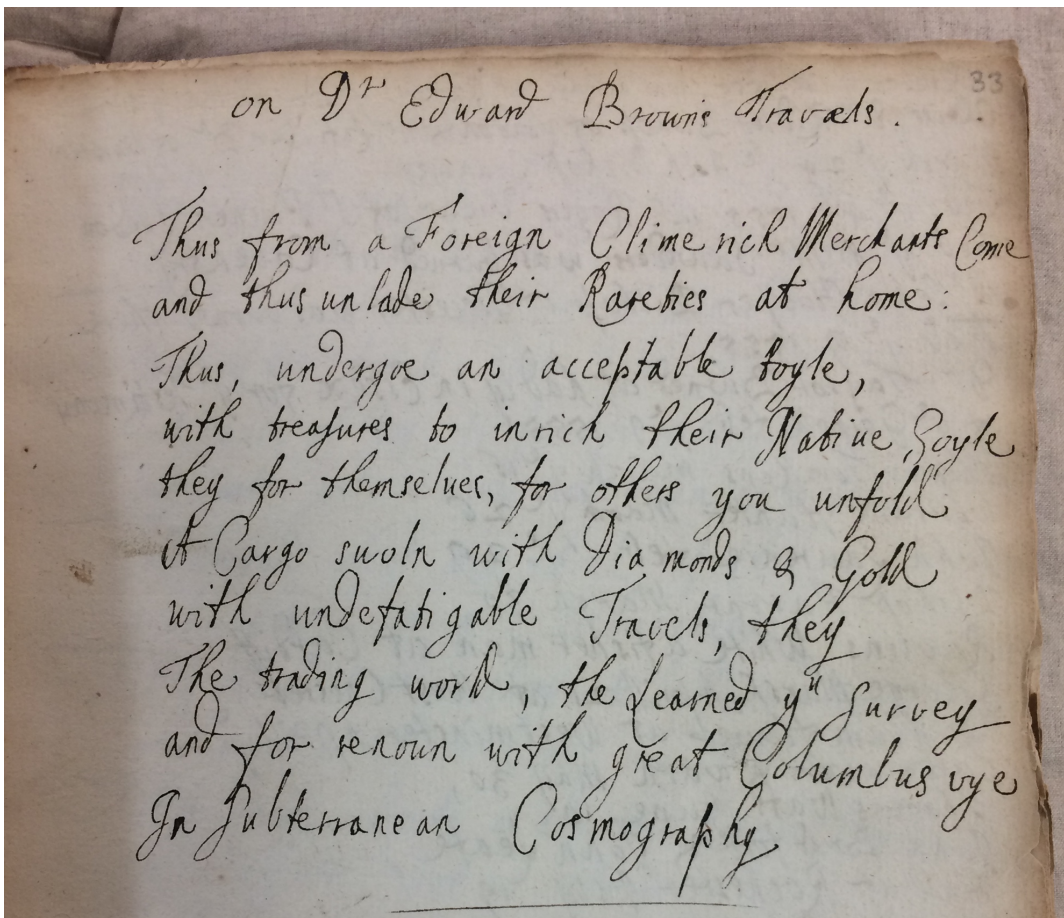 33
on Dr Edward Browns Travels.
Thus from a Foreign Clime rich Merchants Come
and thus unlade their Rareties at home:
Thus, undergoe an acceptable toyle,
with treasures to inrich their Native Soyle
they for themselues, for others you unfold
A Cargo swoln with Diamonds & Gold
with undefatigable Travels, they
The trading world, the Learned yu Survey
and for renoun with great Columbus vye
In Subterranean Cosmography